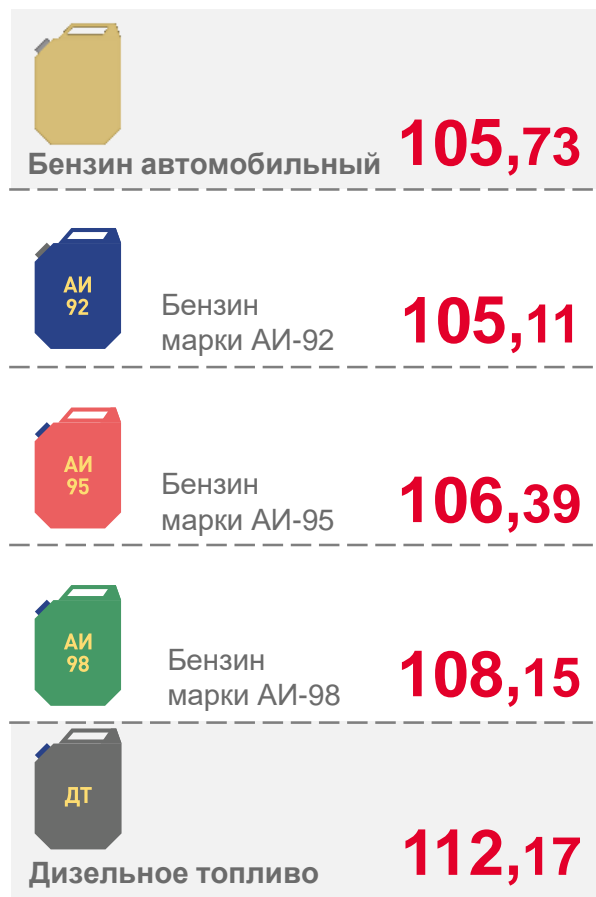 105,73
Бензин автомобильный
АИ
92
Бензин
марки АИ-92
105,11
АИ
95
Бензин
марки АИ-95
106,39
АИ
98
Бензин
марки АИ-98
108,15
ДТ
Дизельное топливо
112,17